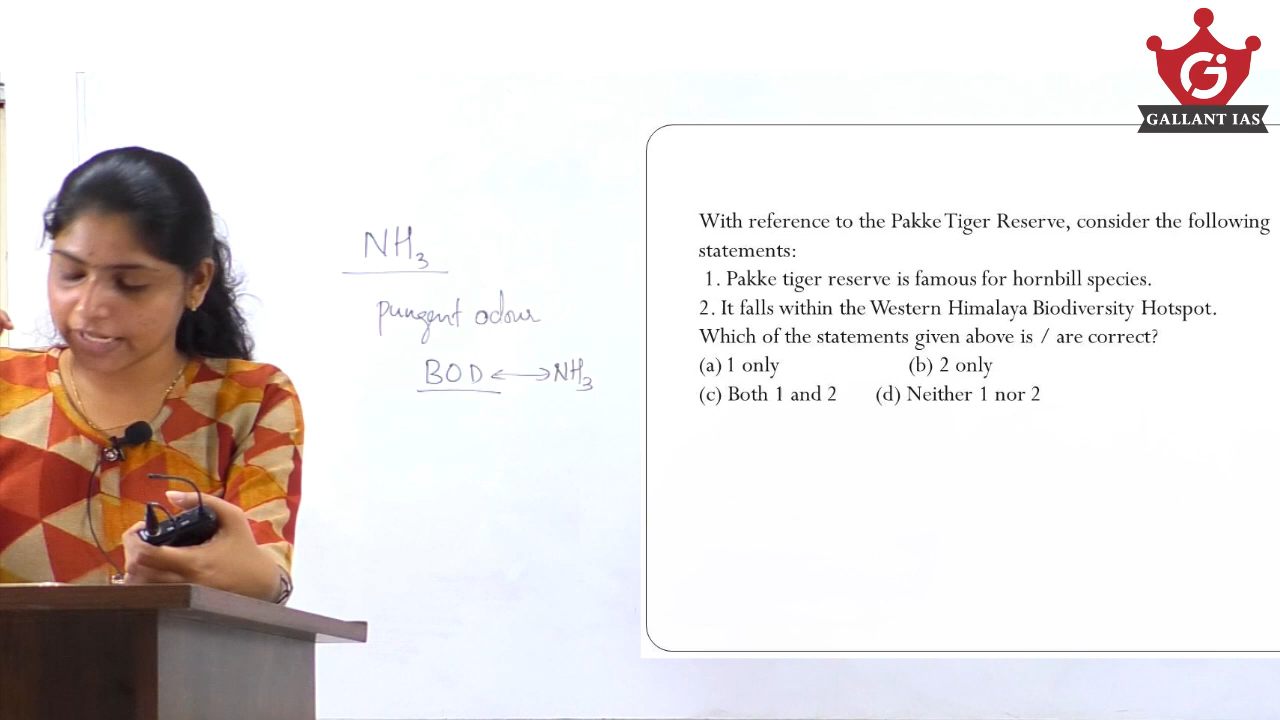 GALLANT IAS
NH3
pungent odour
BOD ⟷ NH3
With reference to the Pakke Tiger Reserve, consider the following
statements:
1. Pakke tiger reserve is famous for hornbill species.
2. It falls within the Western Himalaya Biodiversity Hotspot.
Which of the statements given above is / are correct?
(a) 1 only (b) 2 only
(c) Both 1 and 2 (d) Neither 1 nor 2